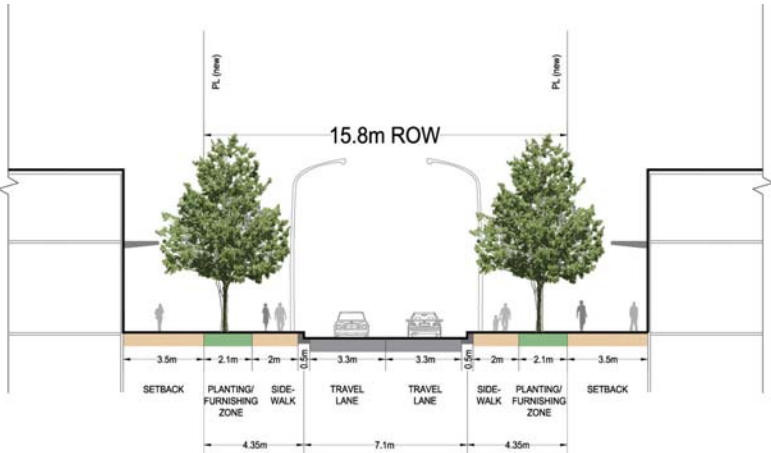 PL (new)
PL (new)
15.8m ROW
3.5m
2.1m
2m
0.5m
3.3m
3.3m
0.5m
2m
2.1m
3.5m
SETBACK
PLANTING/
FURNISHING
ZONE
SIDE-
WALK
TRAVEL
LANE
TRAVEL
LANE
SIDE-
WALK
PLANTING/
FURNISHING
ZONE
SETBACK
4.35m
7.1m
4.35m